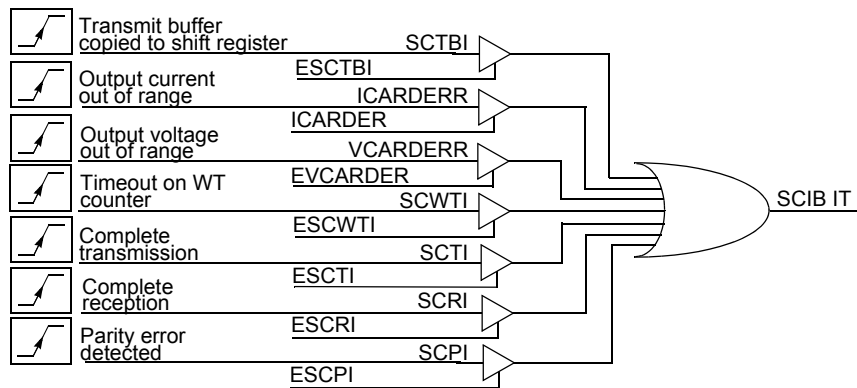 Transmit buffer
copied to shift register
SCTBI
ESCTBI
Output current
out of range
ICARDERR
ICARDER
Output voltage
out of range
VCARDERR
EVCARDER
Timeout on WT
counter
SCWTI
ESCWTI
SCIB IT
Complete
transmission
SCTI
ESCTI
Complete
reception
SCRI
ESCRI
Parity error
detected
SCPI
ESCPI